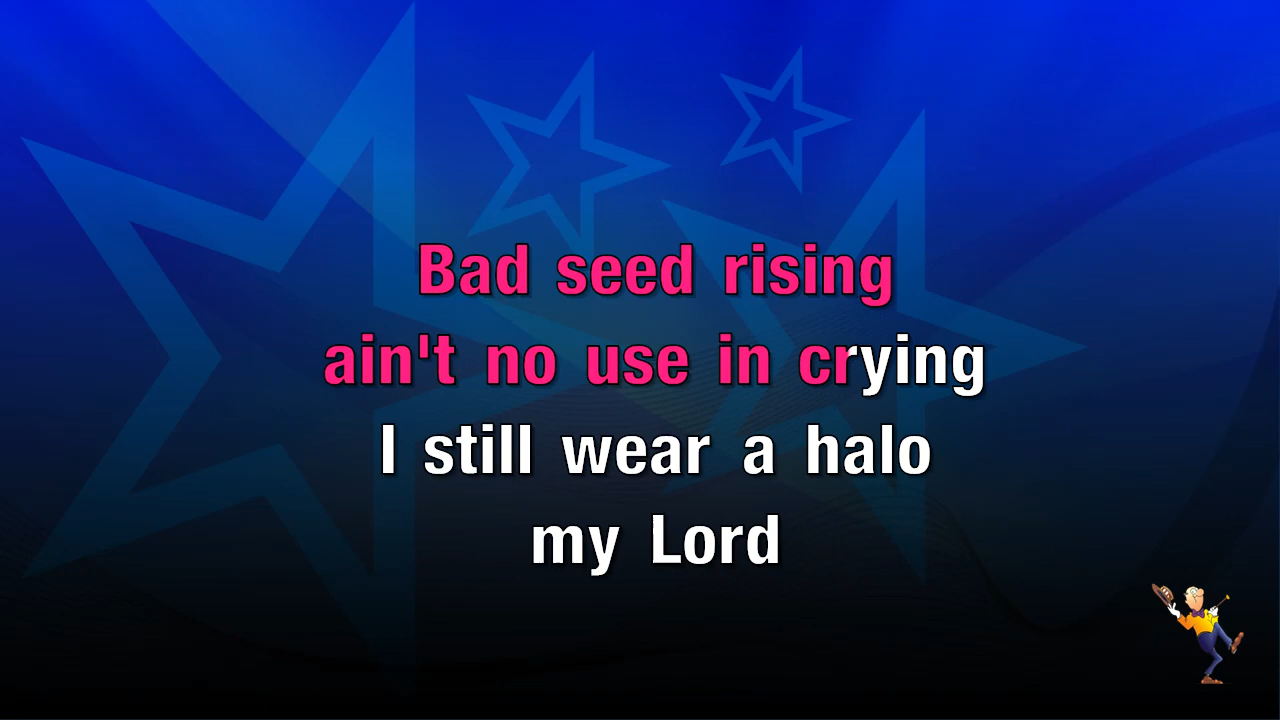 Bad seed rising
ain't no use in crying
I still wear a halo
my Lord